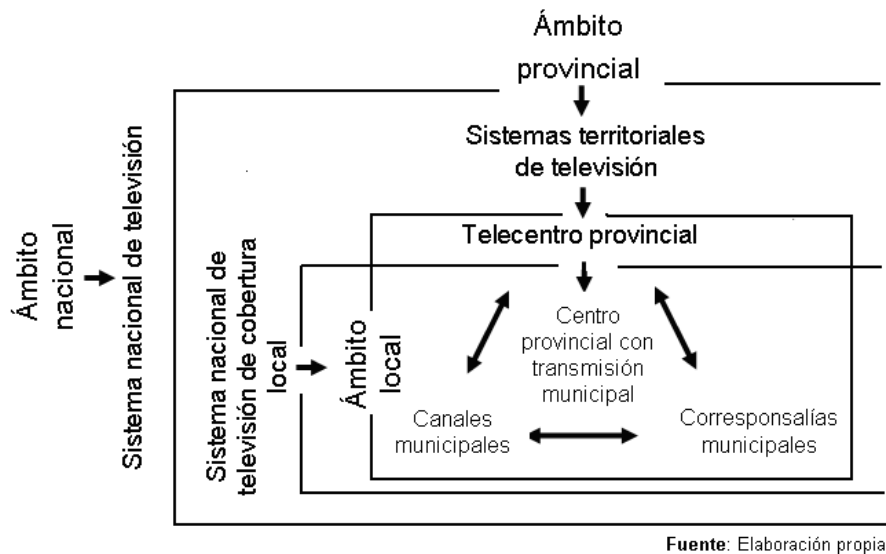 Ámbito
provincial
Sistemas territoriales
de televisión
Telecentro provincial
Ámbito
nacional
Sistema nacional de televisión
Sistema nacional de
televisión de cobertura
local
Ámbito
local
Centro
provincial con
transmisión
municipal
Canales
municipales
Corresponsalías
municipales
Fuente: Elaboración propia